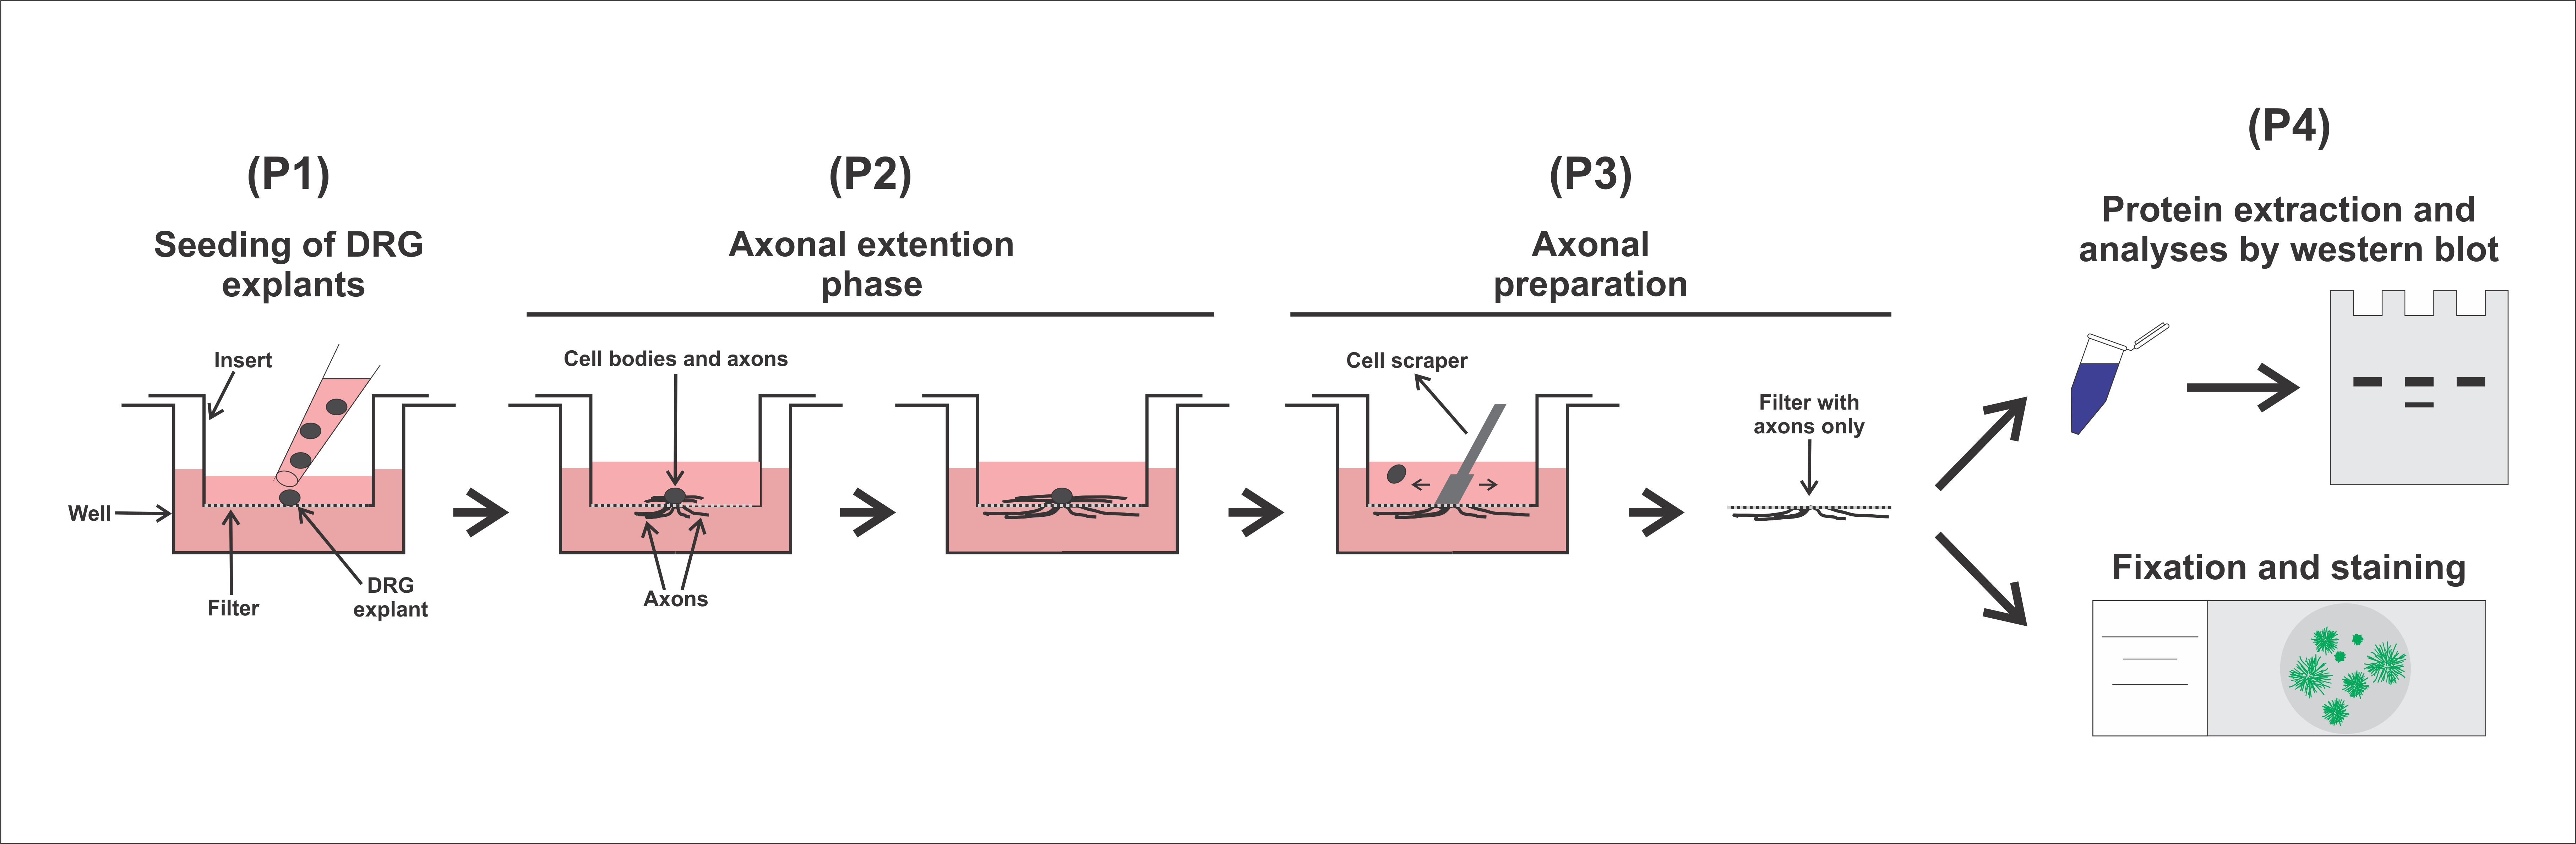 (P1)
Seeding of DRG
explants
Insert
Well
Filter
DRG
explant
(P2)
Axonal extention
phase
Cell bodies and axons
Axons
(P3)
Axonal
preparation
Cell scraper
Filter with
axons only
(P4)
Protein extraction and
analyses by western blot
Fixation and staining